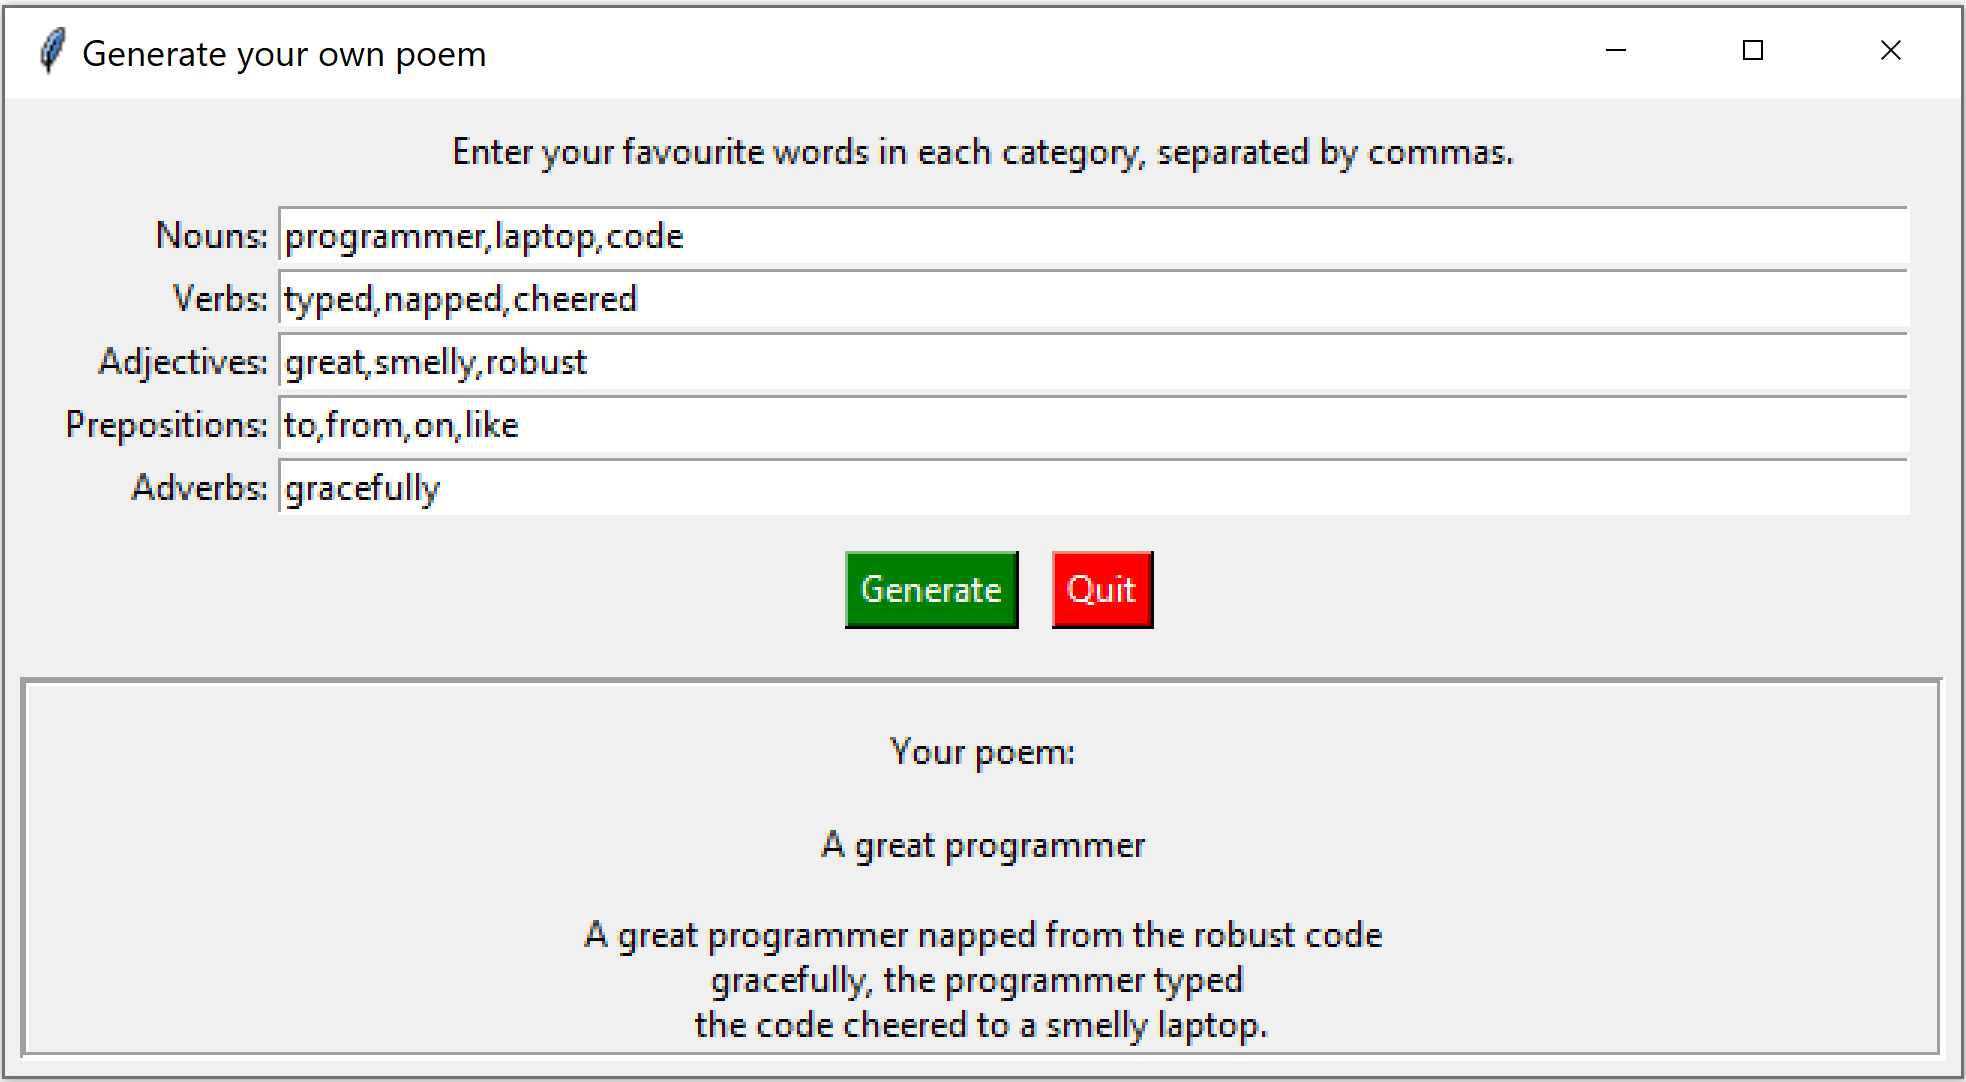 Generate your own poem
Enter your favourite words in each category, separated by commas.
Nouns: programmer,laptop,code
Verbs: typed,napped,cheered
Adjectives: great,smelly,robust
Prepositions: to,from,on,like
Adverbs: gracefully
Generate Quit
Your poem:
A great programmer
A great programmer napped from the robust code
gracefully, the programmer typed
the code cheered to a smelly laptop.